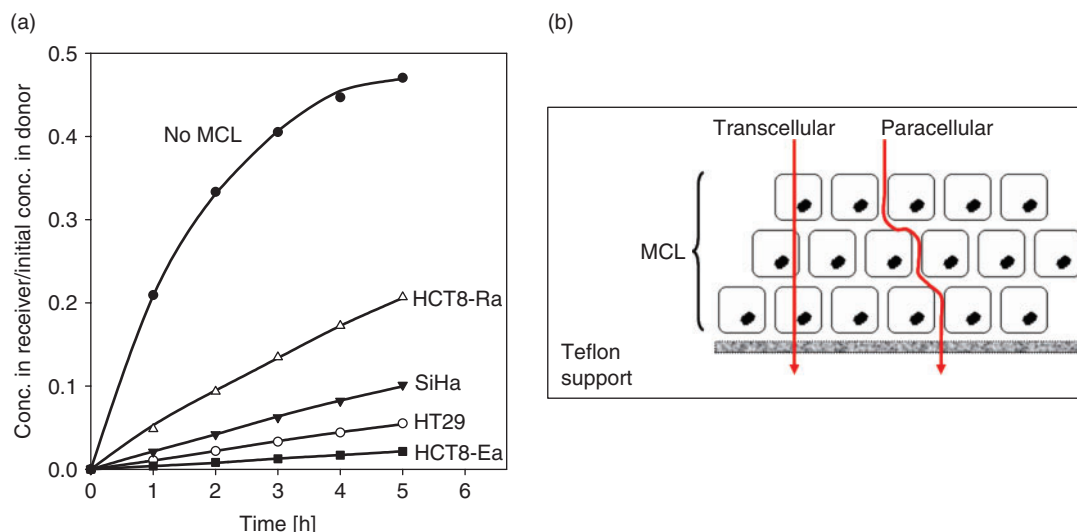 (a)
Conc. in receiver/initial conc. in donor
0.5
0.4
0.3
0.2
0.1
0.0
No MCL
HCT8-Ra
SiHa
HT29
HCT8-Ea
0 1 2 3 4 5 6
Time [h]
(b)
Transcellular Paracellular
MCL
Teflon
support